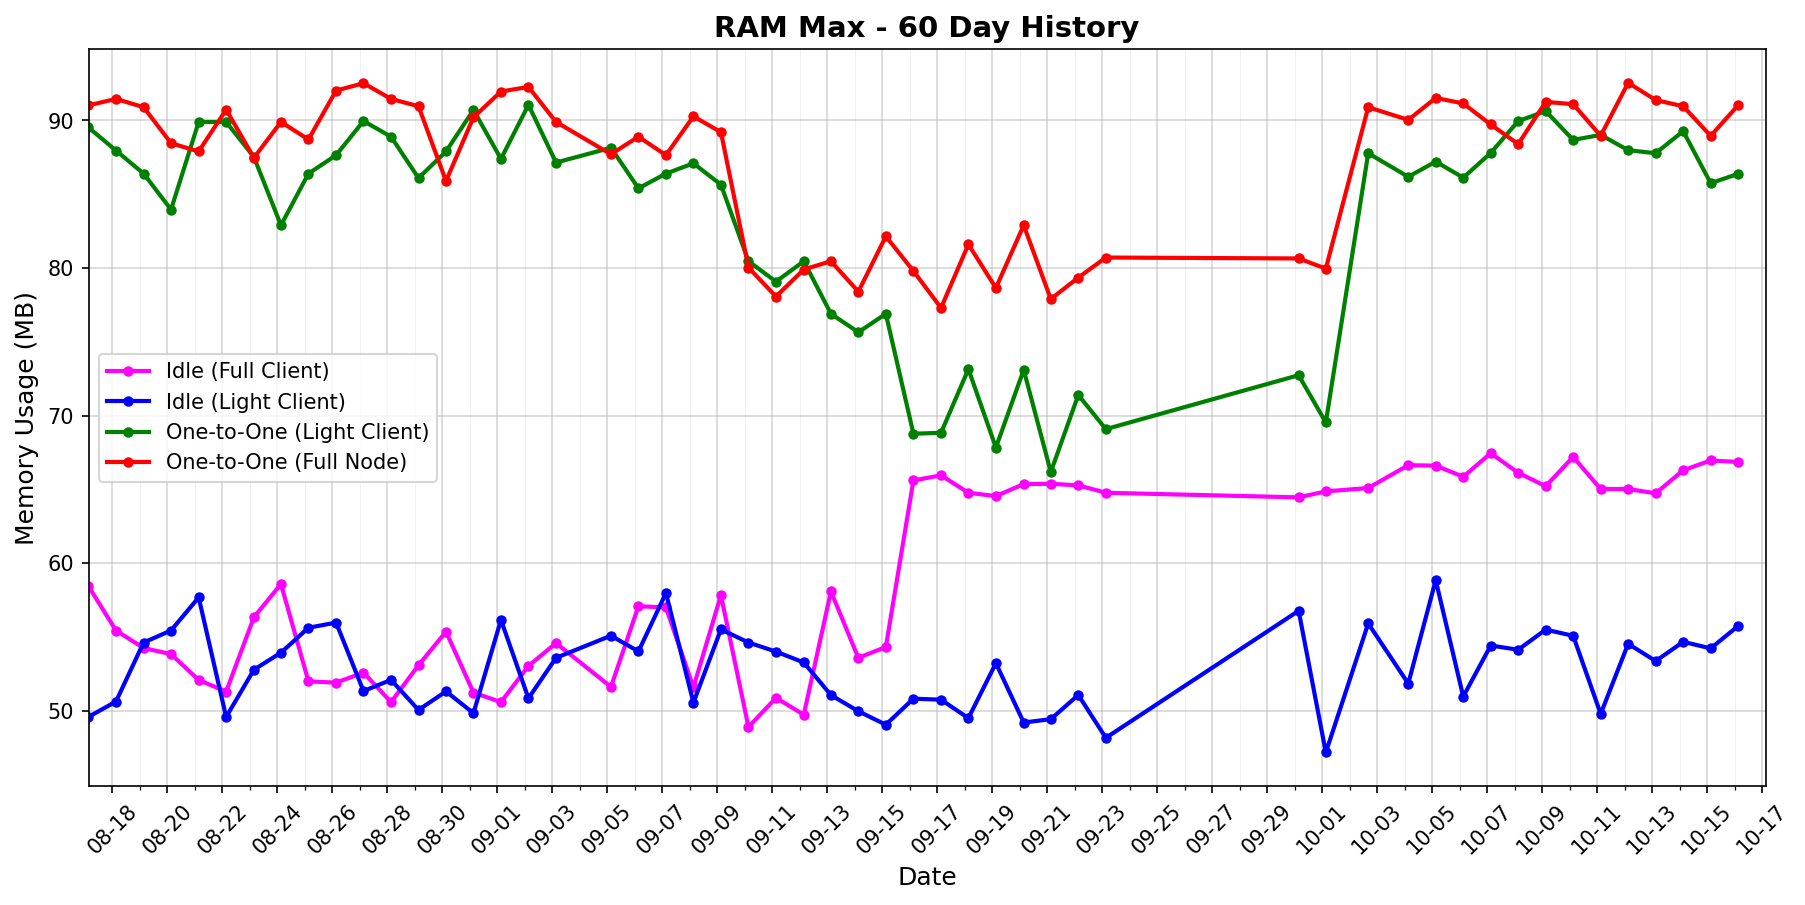 RAM Max - 60 Day History
Memory Usage (MB)
90
80
70
60
50
Idle (Full Client)
Idle (Light Client)
One-to-One (Light Client)
One-to-One (Full Node)
08-18 08-20 08-22 08-24 08-26 08-28 08-30 09-01 09-03 09-05 09-07 09-09 09-11 09-13 09-15 09-17 09-19 09-21 09-23 09-25 09-27 09-29 10-01 10-03 10-05 10-07 10-09 10-11 10-13 10-15 10-17
Date